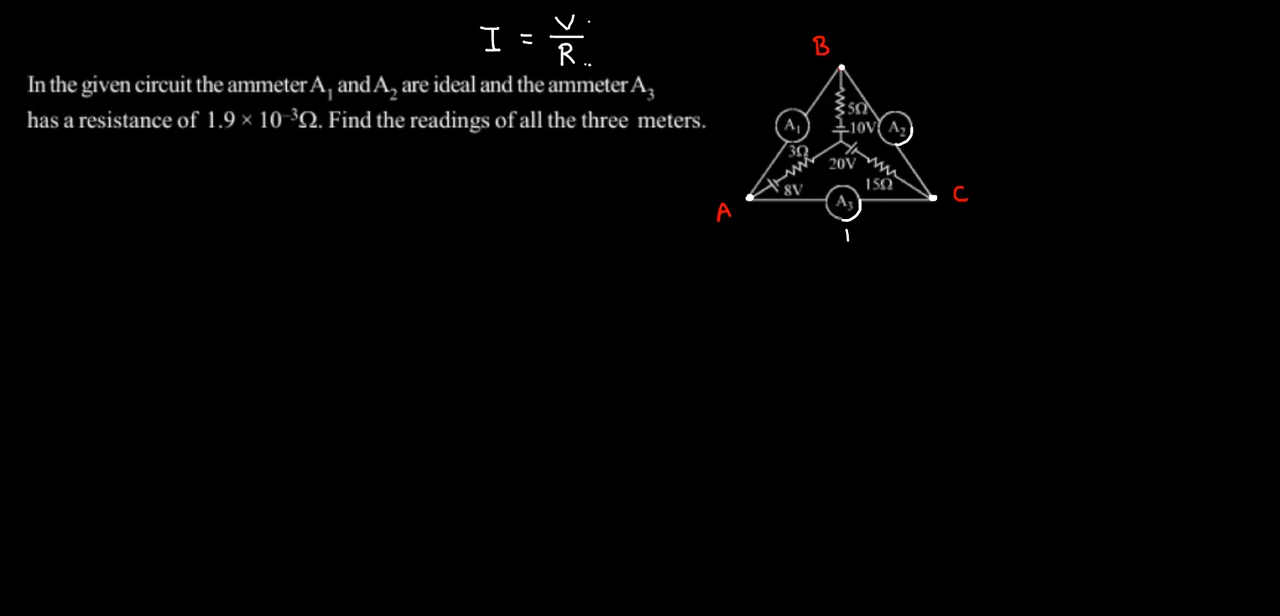 I = V / R
In the given circuit the ammeter A₁ and A₂ are ideal and the ammeter A₃
has a resistance of 1.9 × 10⁻³Ω. Find the readings of all the three meters.
B
5Ω
A₁
10V
A₂
3Ω
20V
8V
15Ω
A₃
A
C